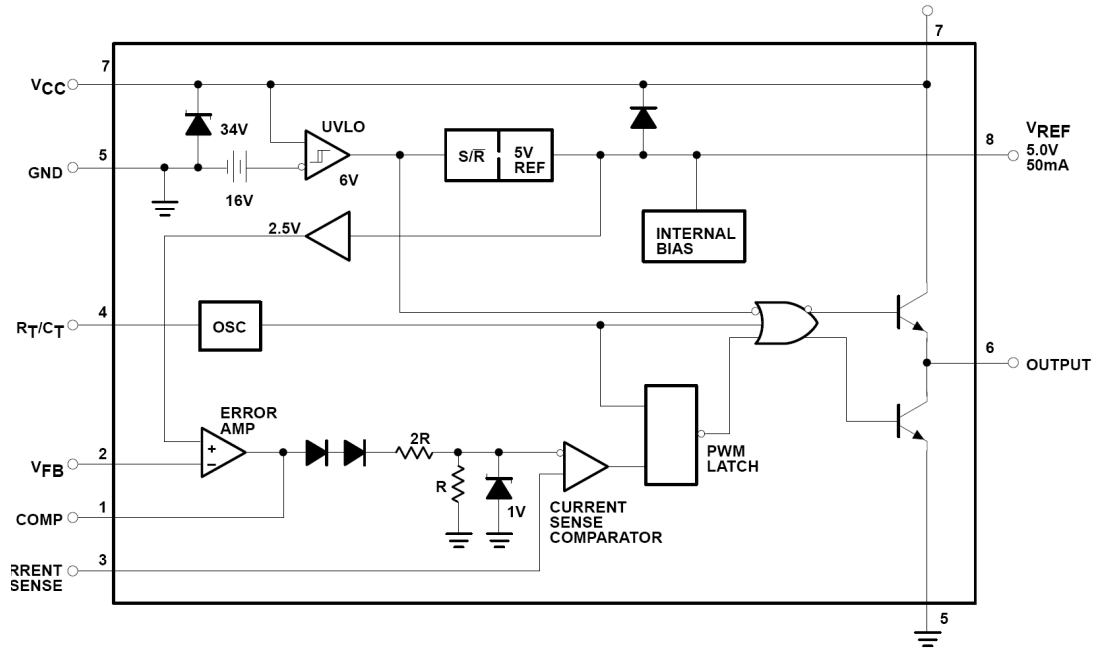 7
7
VCC
34V
UVLO
8
VREF
5.0V
50mA
5
GND
S/R̅
5V
REF
6V
16V
2.5V
INTERNAL
BIAS
4
RT/CT
OSC
6
OUTPUT
ERROR
AMP
+
−
2R
2
VFB
R
1V
PWM
LATCH
1
COMP
CURRENT
SENSE
COMPARATOR
3
RRENT
SENSE
5